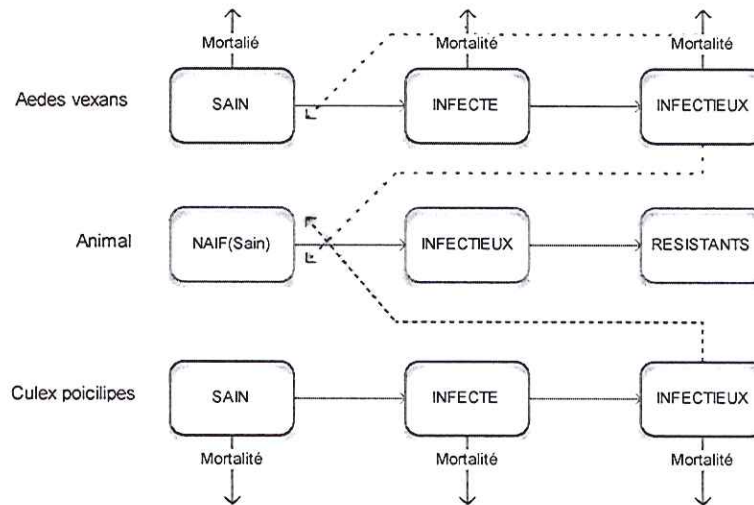 Mortalié Mortalité Mortalité
Aedes vexans SAIN INFECTE INFECTIEUX
Animal NAIF(Sain) INFECTIEUX RESISTANTS
Culex poicilipes SAIN INFECTE INFECTIEUX
Mortalité Mortalité Mortalité